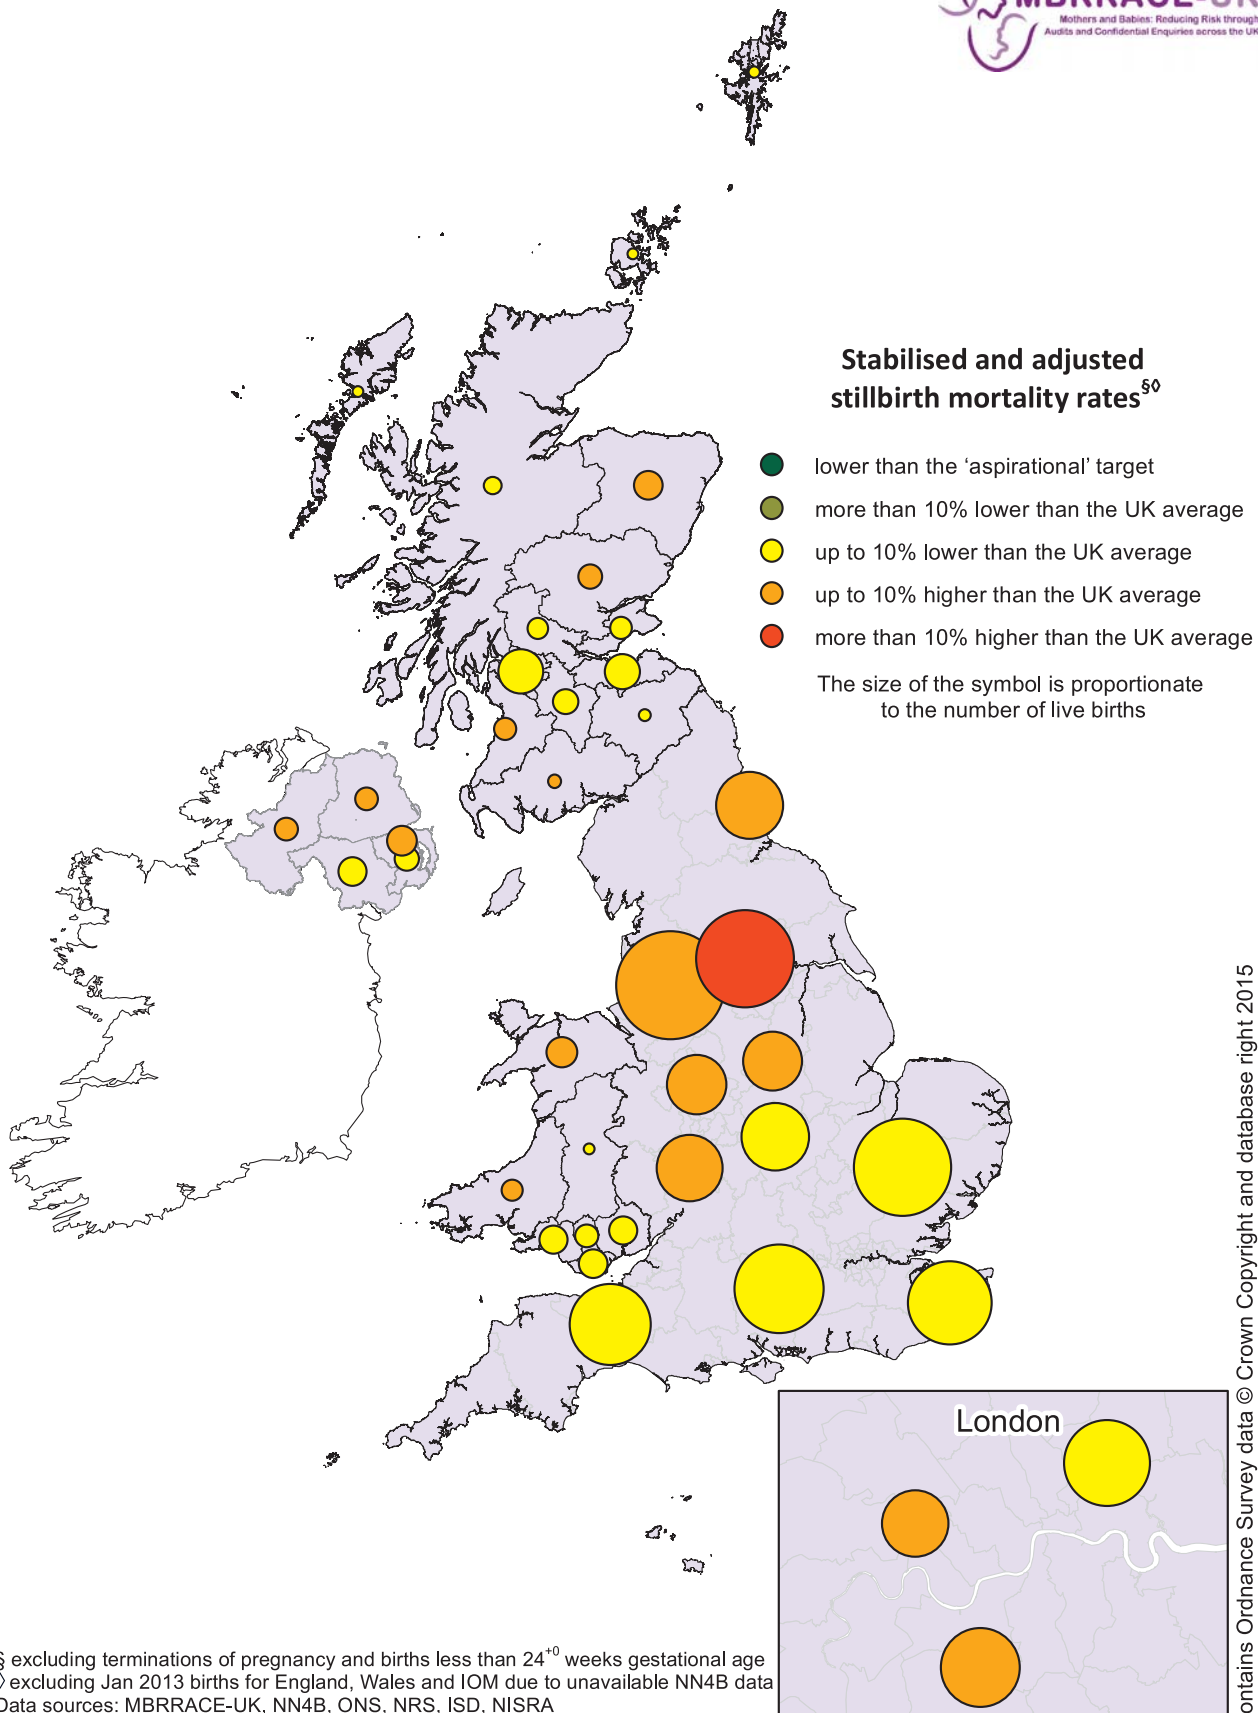 MBRRACE-UK
Mothers and Babies: Reducing Risk through
Audits and Confidential Enquiries across the UK
Stabilised and adjusted
stillbirth mortality rates§◊
lower than the ‘aspirational’ target
more than 10% lower than the UK average
up to 10% lower than the UK average
up to 10% higher than the UK average
more than 10% higher than the UK average
The size of the symbol is proportionate
to the number of live births
London
§ excluding terminations of pregnancy and births less than 24⁺⁰ weeks gestational age
◊ excluding Jan 2013 births for England, Wales and IOM due to unavailable NN4B data
Data sources: MBRRACE-UK, NN4B, ONS, NRS, ISD, NISRA
ontains Ordnance Survey data © Crown Copyright and database right 2015